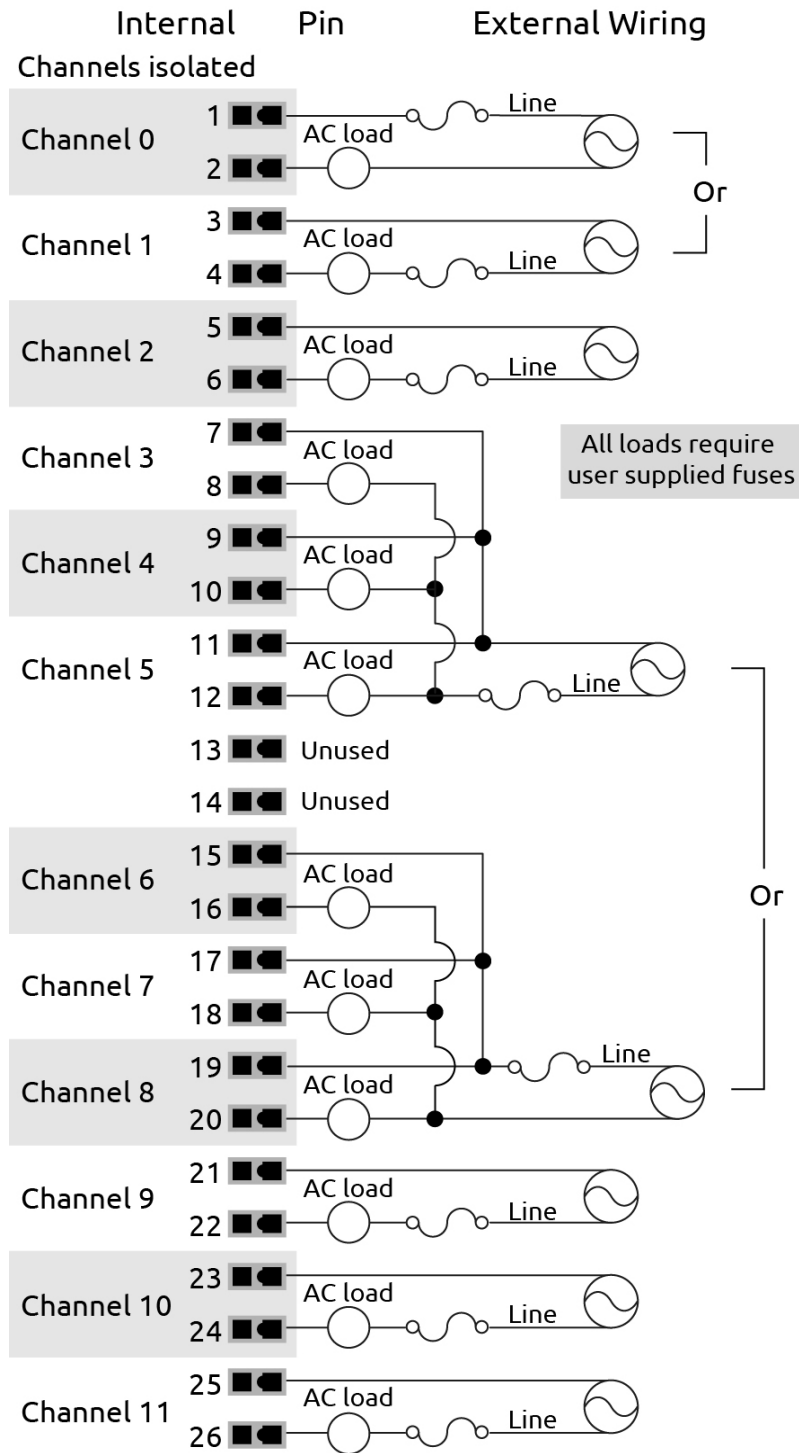 Internal Pin External Wiring
Channels isolated
Channel 0
1
Line
AC load
2
Or
Channel 1
3
AC load
4
Line
Channel 2
5
AC load
6
Line
Channel 3
7
AC load
8
All loads require
user supplied fuses
Channel 4
9
AC load
10
Channel 5
11
AC load
12
Line
13 Unused
14 Unused
Channel 6
15
AC load
16
Or
Channel 7
17
AC load
18
Channel 8
19
Line
AC load
20
Channel 9
21
AC load
22
Line
Channel 10
23
AC load
24
Line
Channel 11
25
AC load
26
Line